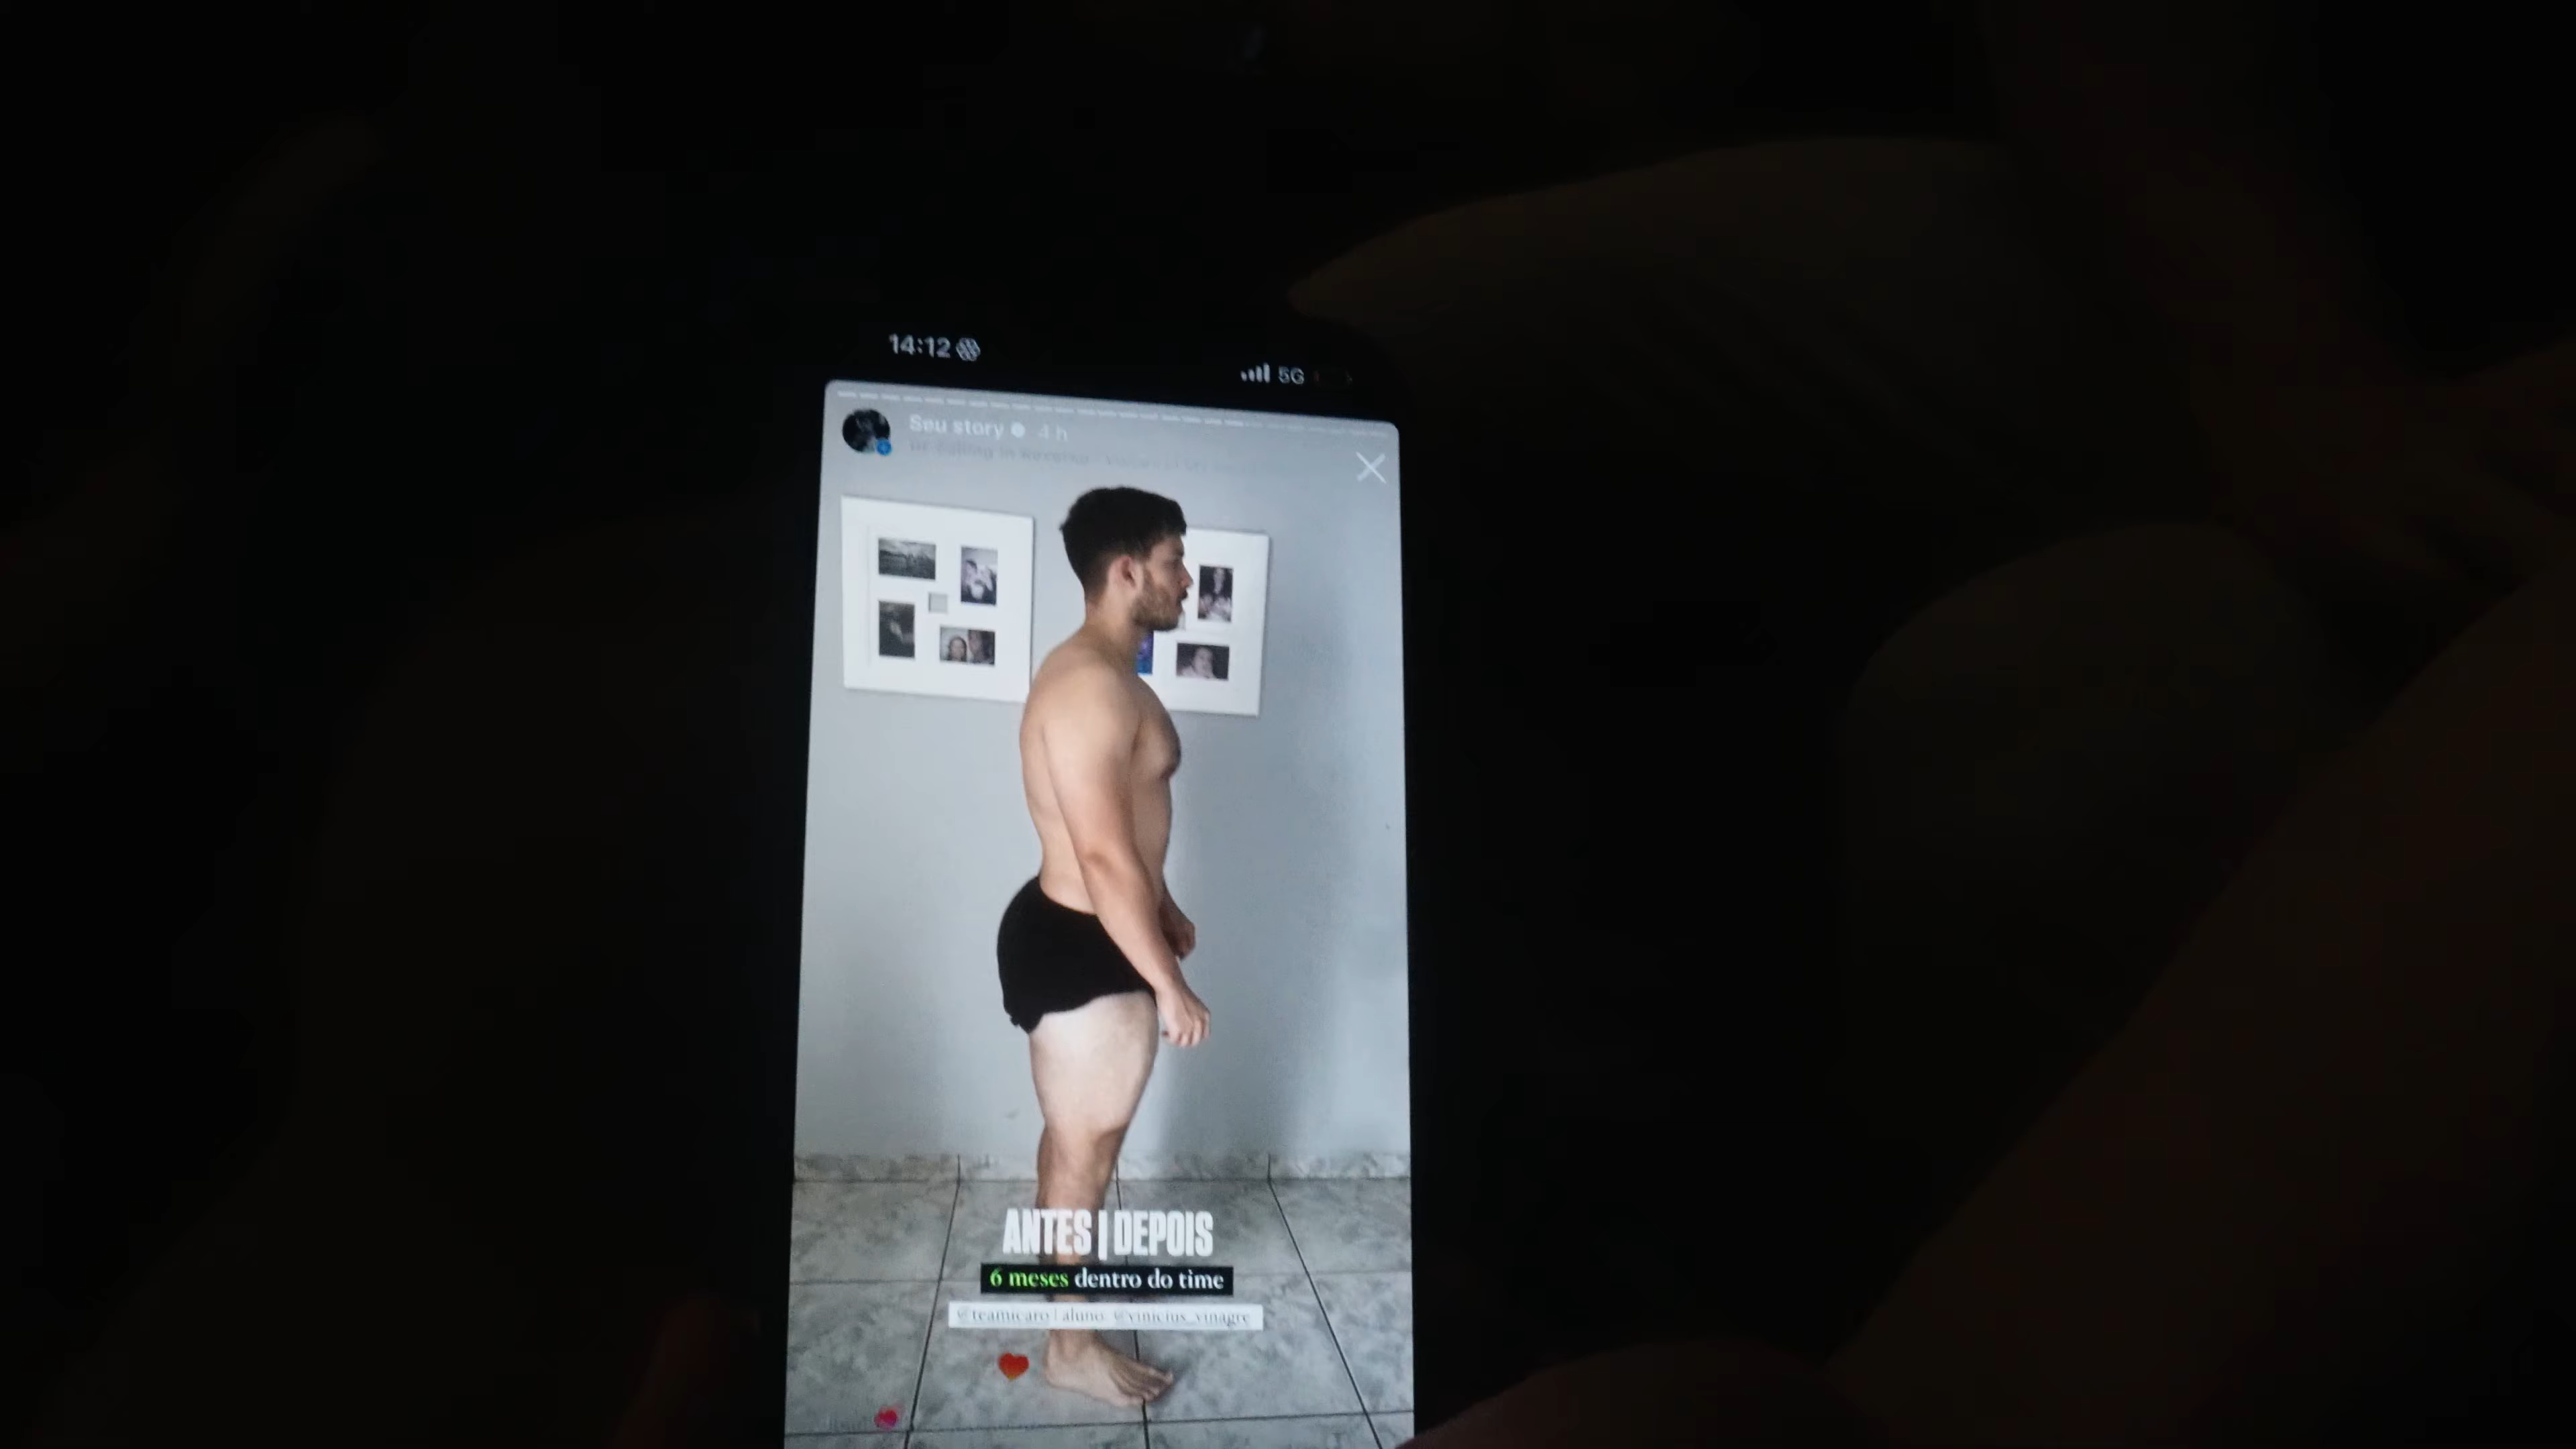 14:12
5G
Seu story 4 h
ANTES | DEPOIS
6 meses dentro do time
@teamicaro | aluno: @vinicius_vinagre